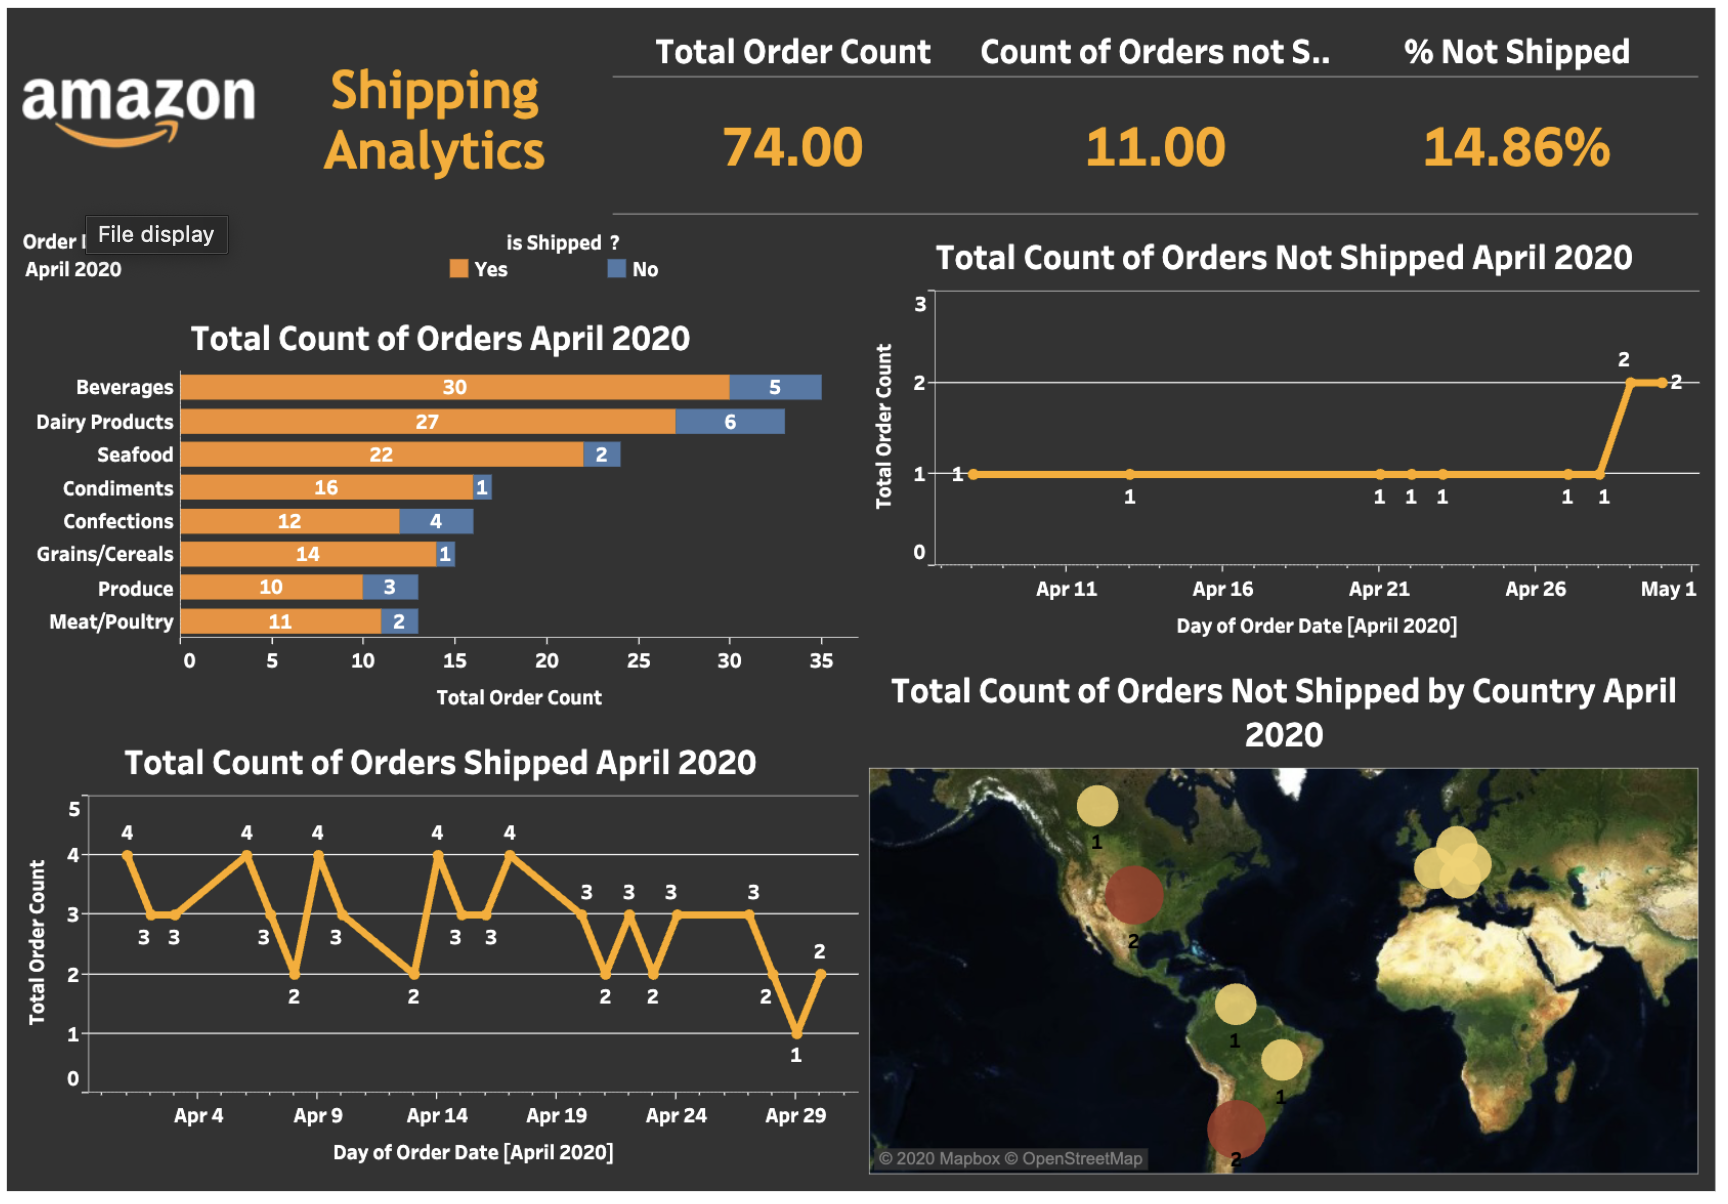 amazon
Shipping
Analytics
Total Order Count
Count of Orders not S..
% Not Shipped
74.00
11.00
14.86%
Order
File display
April 2020
is Shipped ?
Yes
No
Total Count of Orders April 2020
Beverages 30 5
Dairy Products 27 6
Seafood 22 2
Condiments 16 1
Confections 12 4
Grains/Cereals 14 1
Produce 10 3
Meat/Poultry 11 2
0 5 10 15 20 25 30 35
Total Order Count
Total Count of Orders Not Shipped April 2020
Total Order Count
3
2
1
0
2 2
1 1 1 1 1 1 1
Apr 11 Apr 16 Apr 21 Apr 26 May 1
Day of Order Date [April 2020]
Total Count of Orders Shipped April 2020
Total Order Count
5
4
3
2
1
0
4 3 3 4 3 2 4 3 2 4 3 3 4 3 2 3 2 3 3 2 1 2
Apr 4 Apr 9 Apr 14 Apr 19 Apr 24 Apr 29
Day of Order Date [April 2020]
Total Count of Orders Not Shipped by Country April
2020
1
2
1
1
2
© 2020 Mapbox © OpenStreetMap